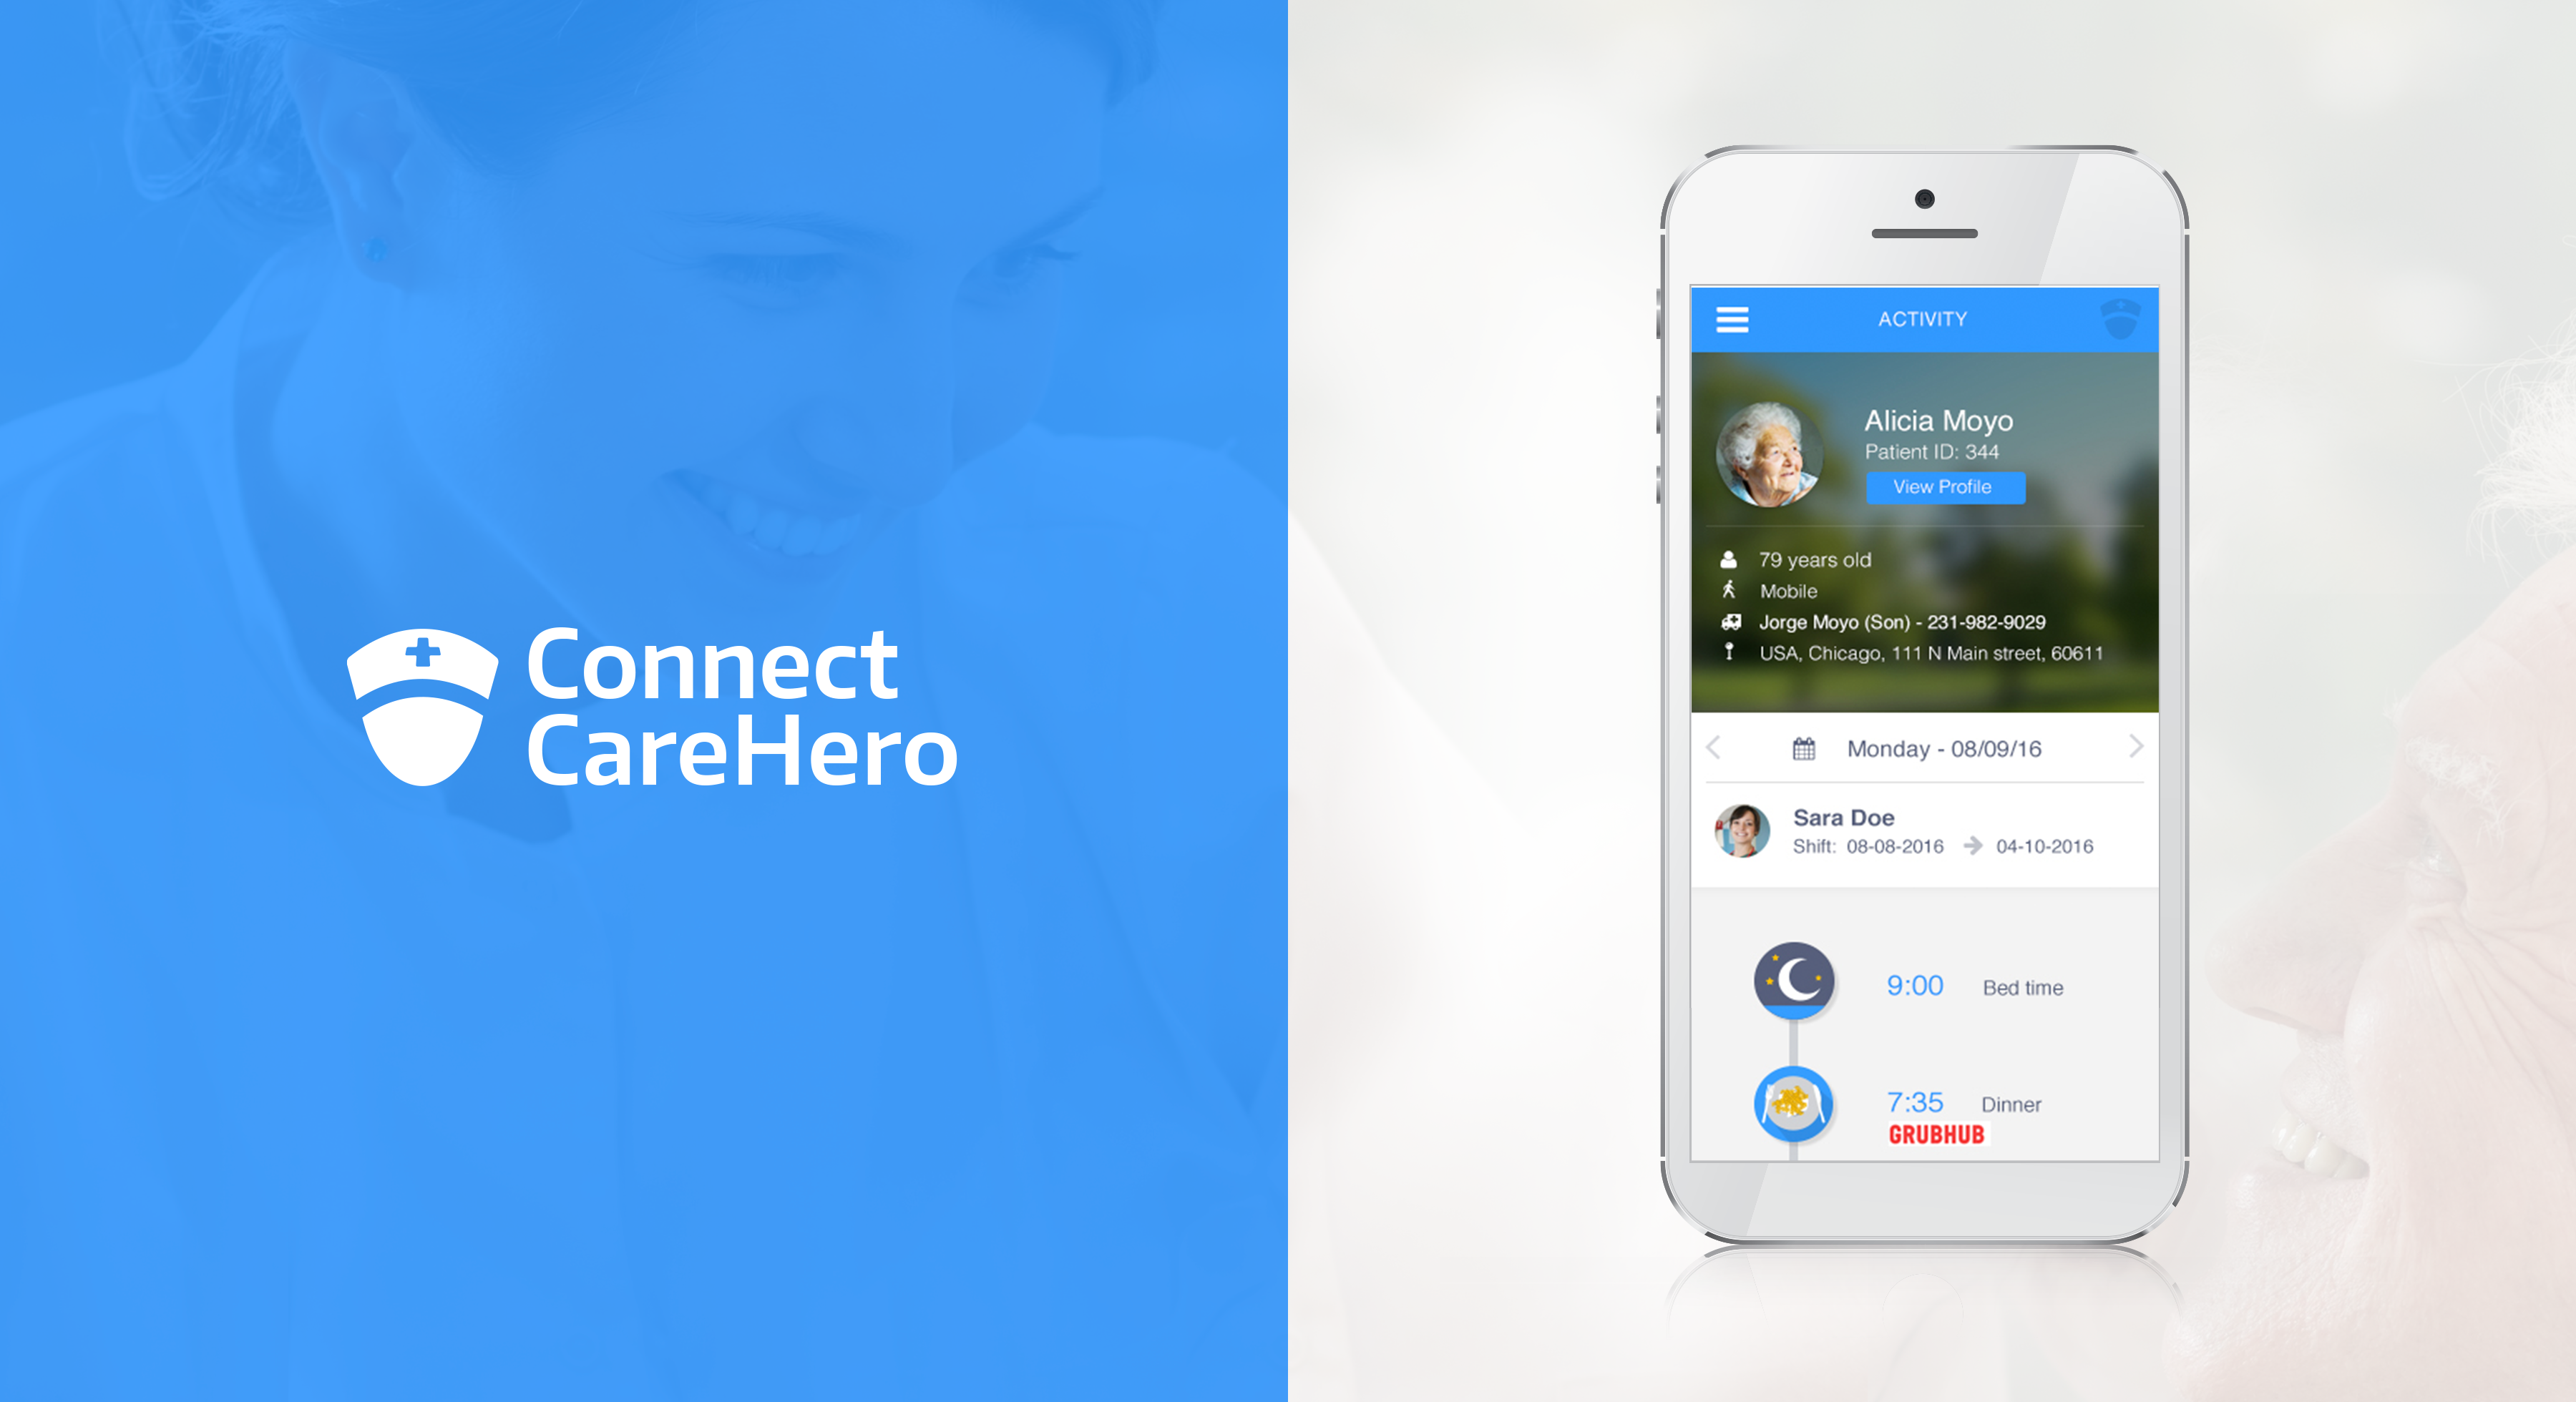 Connect
CareHero
ACTIVITY
Alicia Moyo
Patient ID: 344
View Profile
79 years old
Mobile
Jorge Moyo (Son) - 231-982-9029
USA, Chicago, 111 N Main street, 60611
Monday - 08/09/16
Sara Doe
Shift: 08-08-2016 → 04-10-2016
9:00 Bed time
7:35 Dinner
GRUBHUB